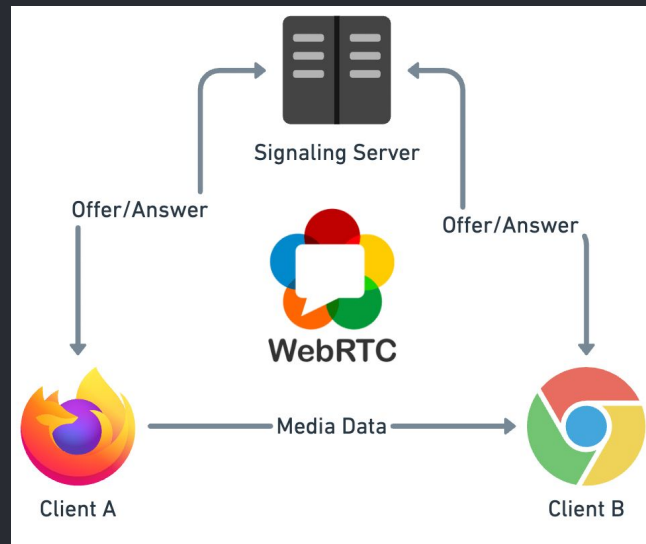 Signaling Server
Offer/Answer
Offer/Answer
WebRTC
Media Data
Client A
Client B